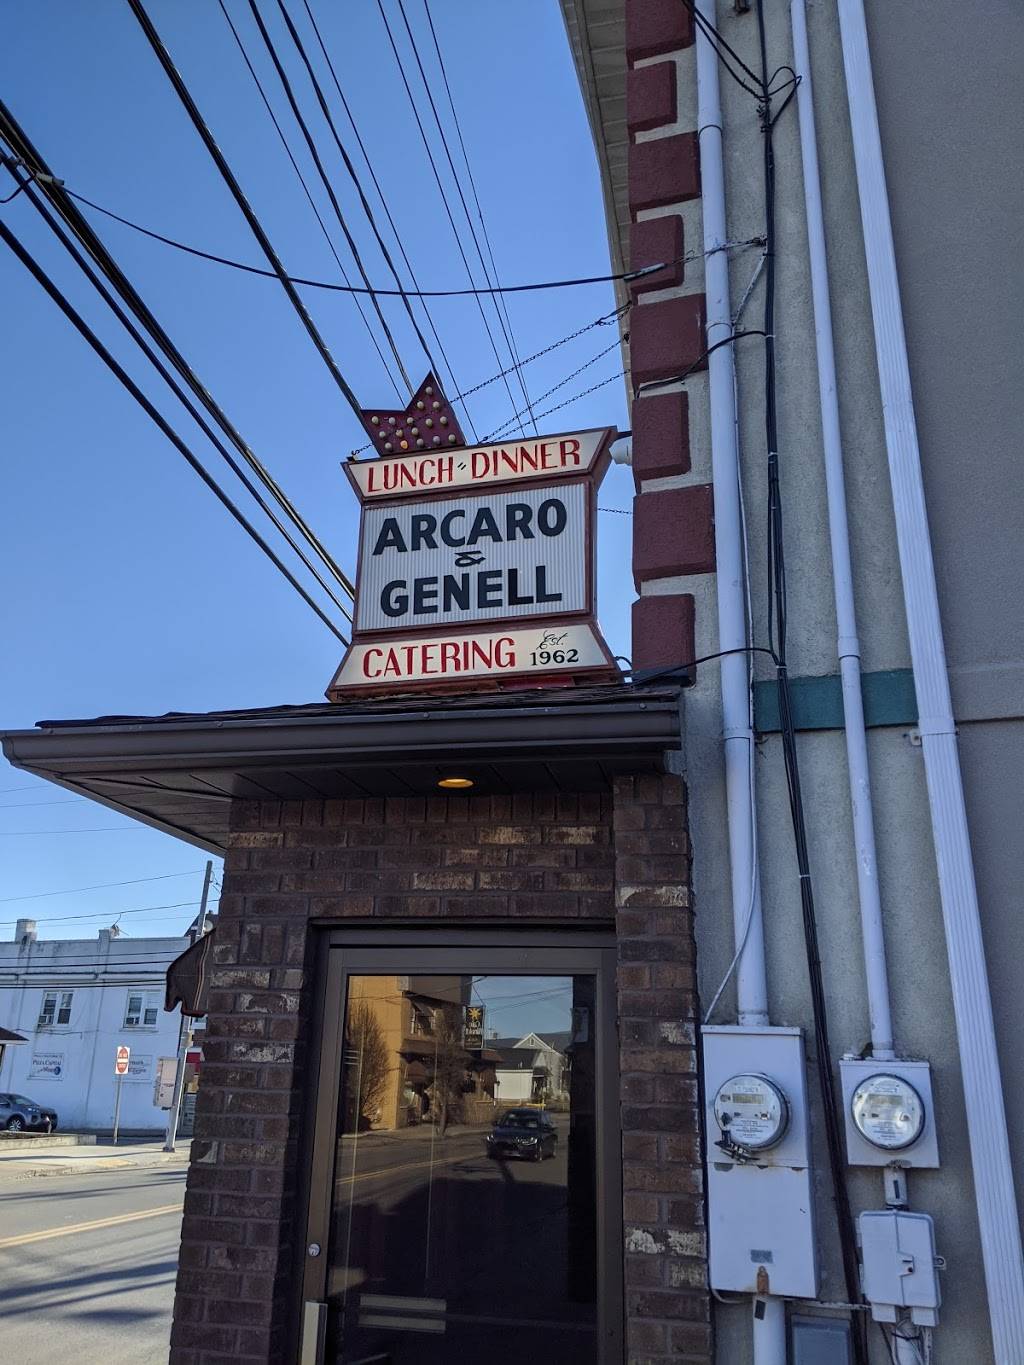 LUNCH " DINNER
ARCARO
&
GENELL
CATERING Est.
1962